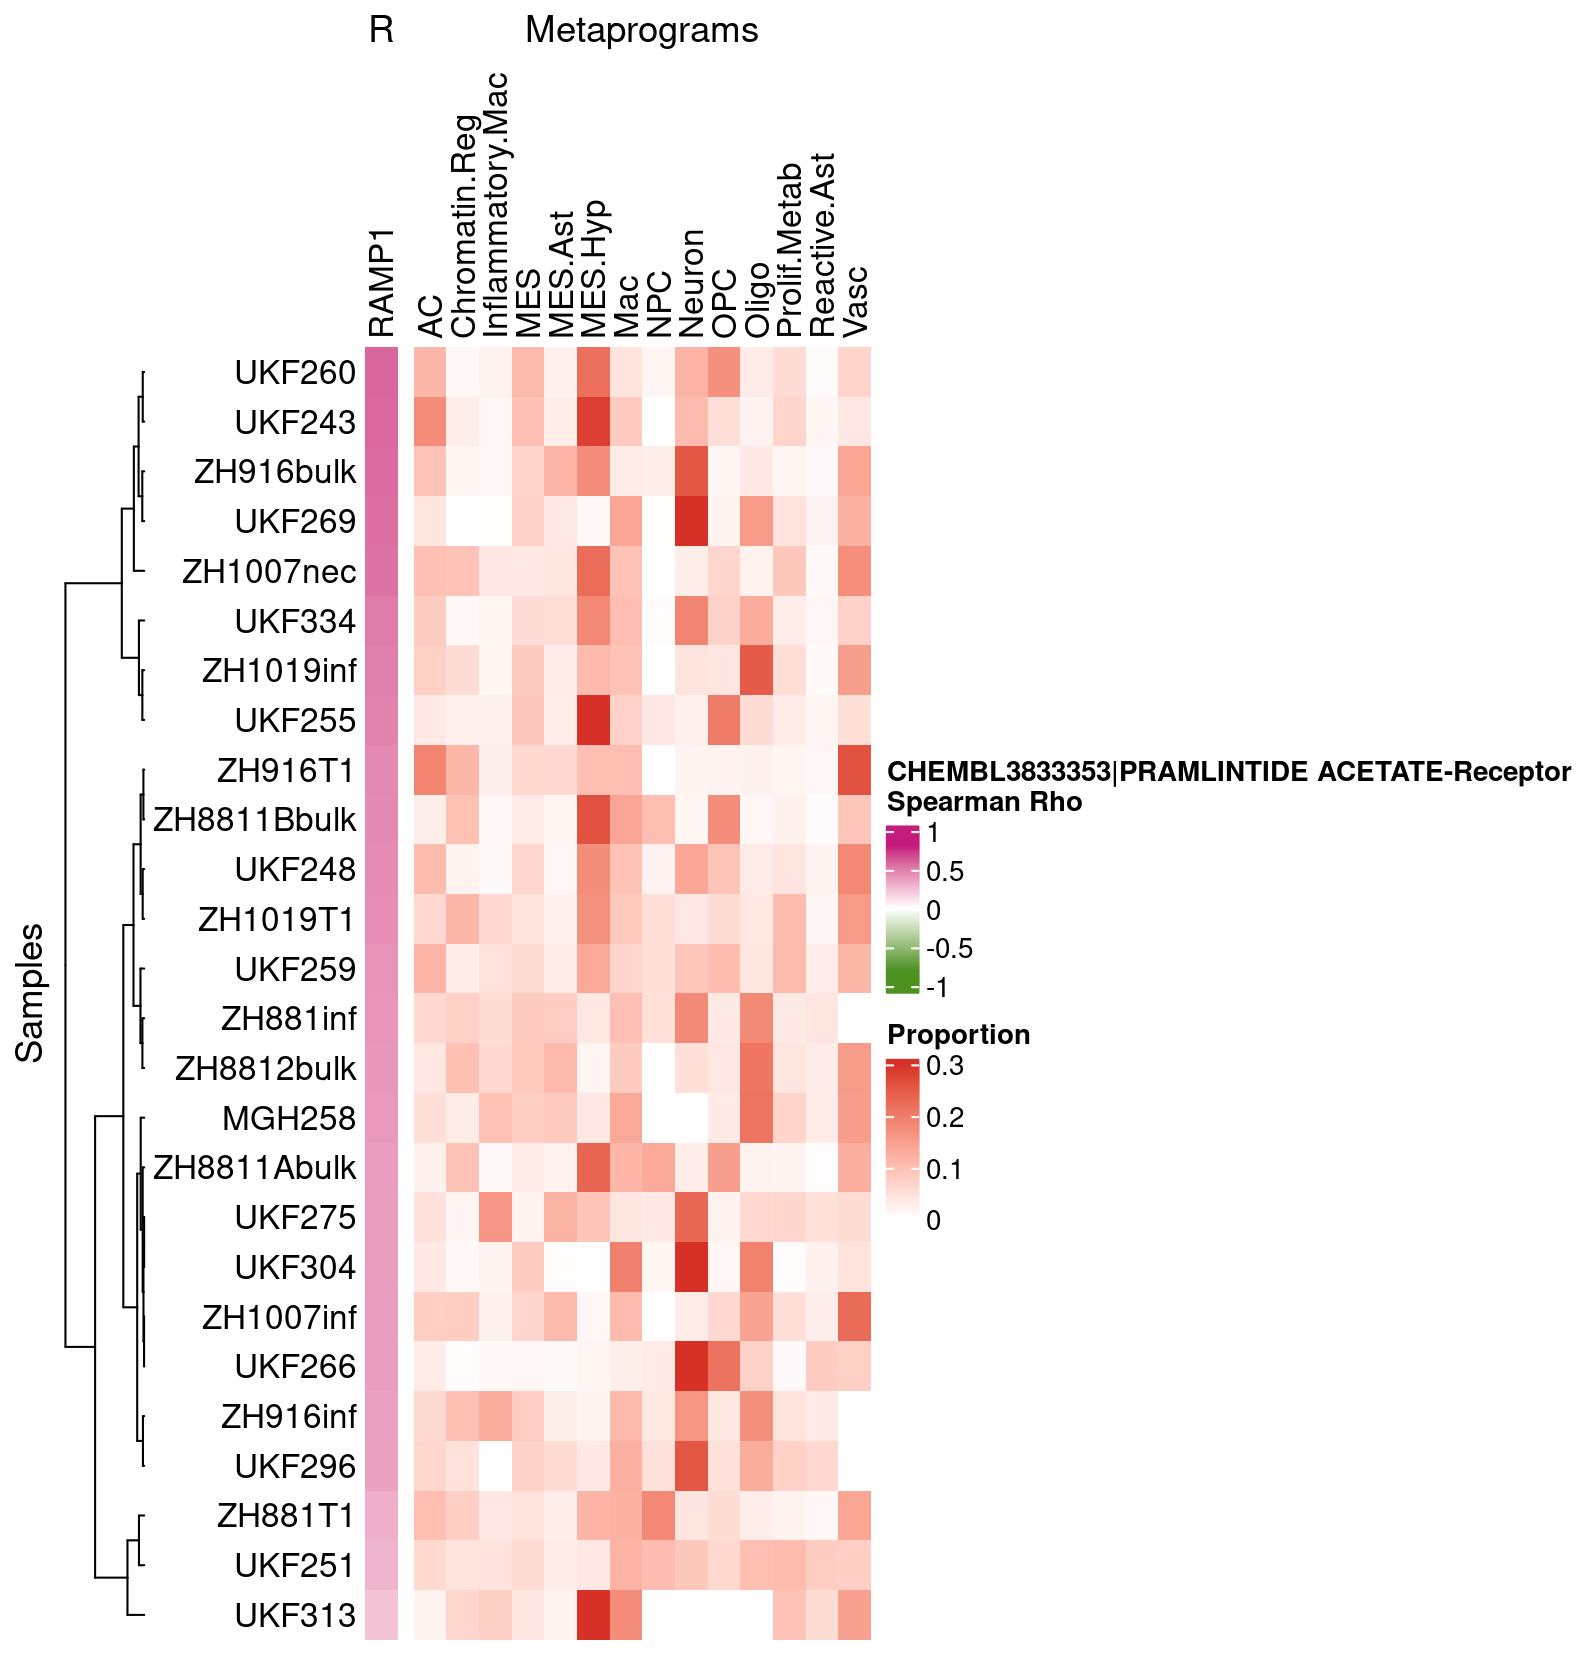 R Metaprograms
RAMP1
AC
Chromatin.Reg
Inflammatory.Mac
MES
MES.Ast
MES.Hyp
Mac
NPC
Neuron
OPC
Oligo
Prolif.Metab
Reactive.Ast
Vasc
Samples
UKF260
UKF243
ZH916bulk
UKF269
ZH1007nec
UKF334
ZH1019inf
UKF255
ZH916T1
ZH8811Bbulk
UKF248
ZH1019T1
UKF259
ZH881inf
ZH8812bulk
MGH258
ZH8811Abulk
UKF275
UKF304
ZH1007inf
UKF266
ZH916inf
UKF296
ZH881T1
UKF251
UKF313
CHEMBL3833353|PRAMLINTIDE ACETATE-Receptor
Spearman Rho
1
0.5
0
-0.5
-1
Proportion
0.3
0.2
0.1
0